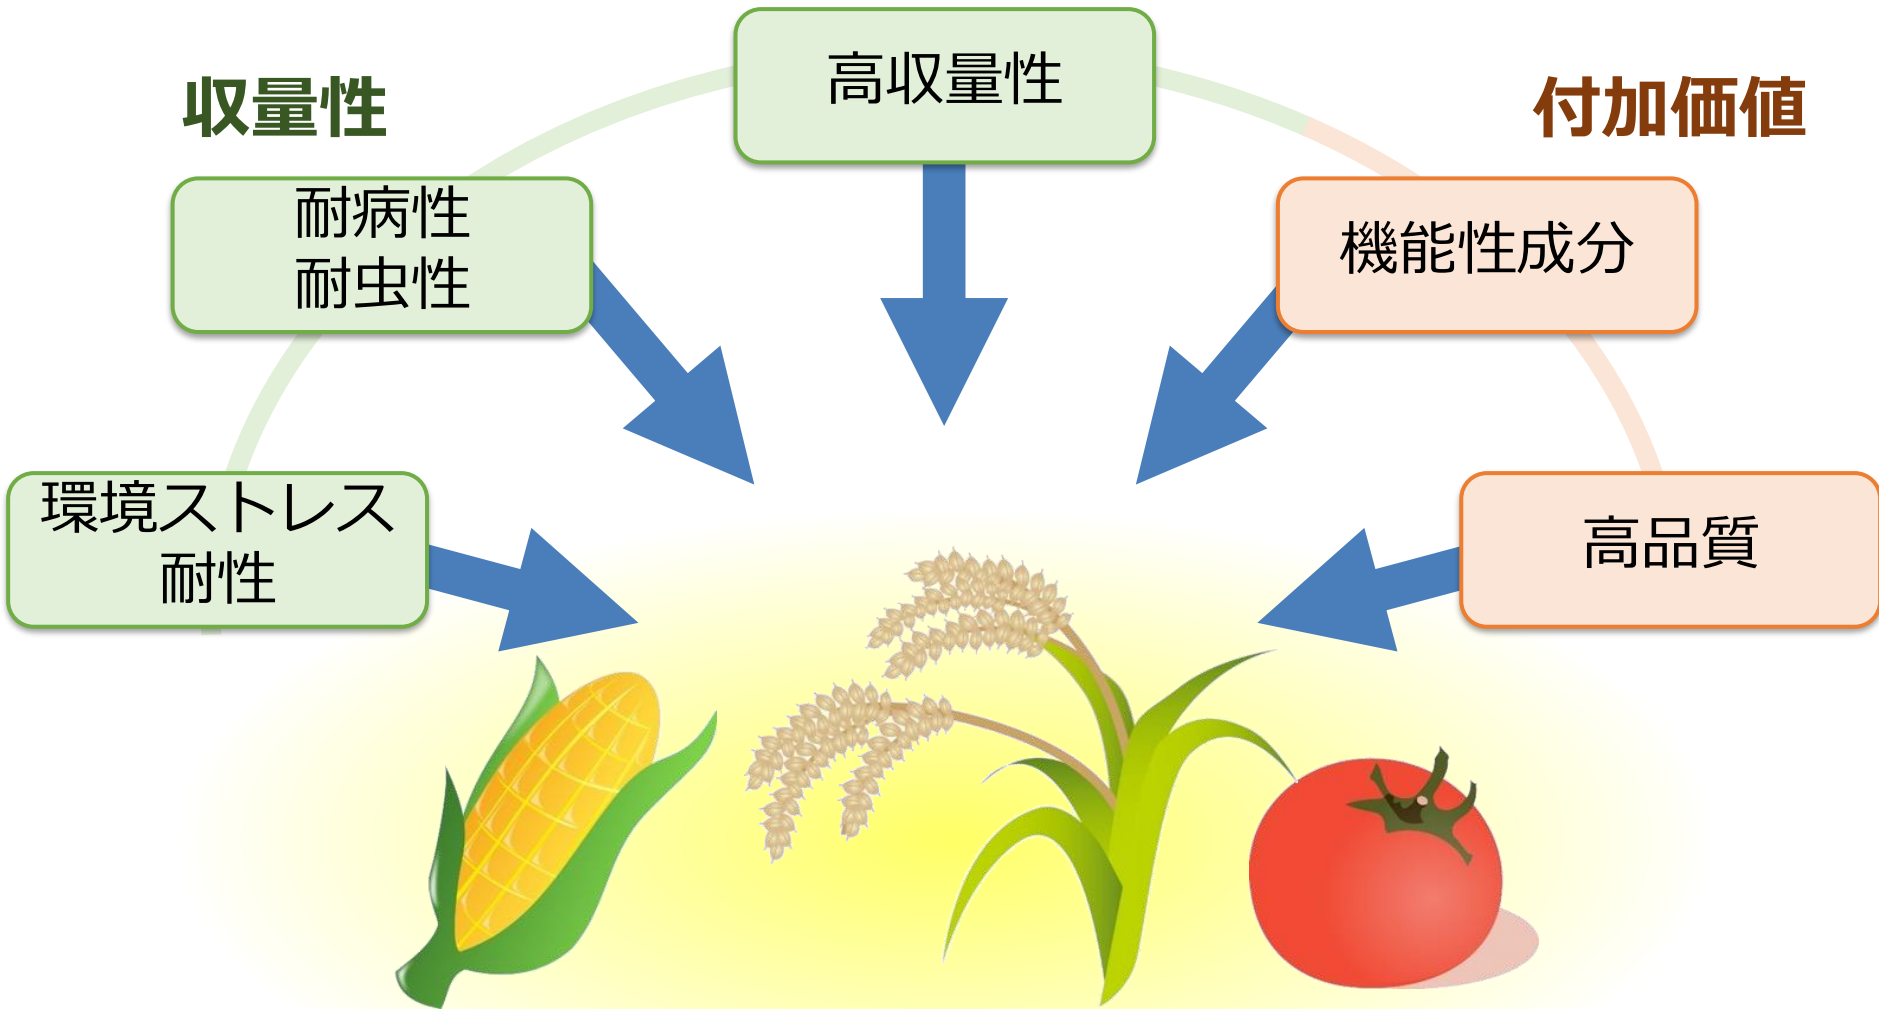 収量性
高収量性
付加価値
耐病性
耐虫性
機能性成分
環境ストレス
耐性
高品質